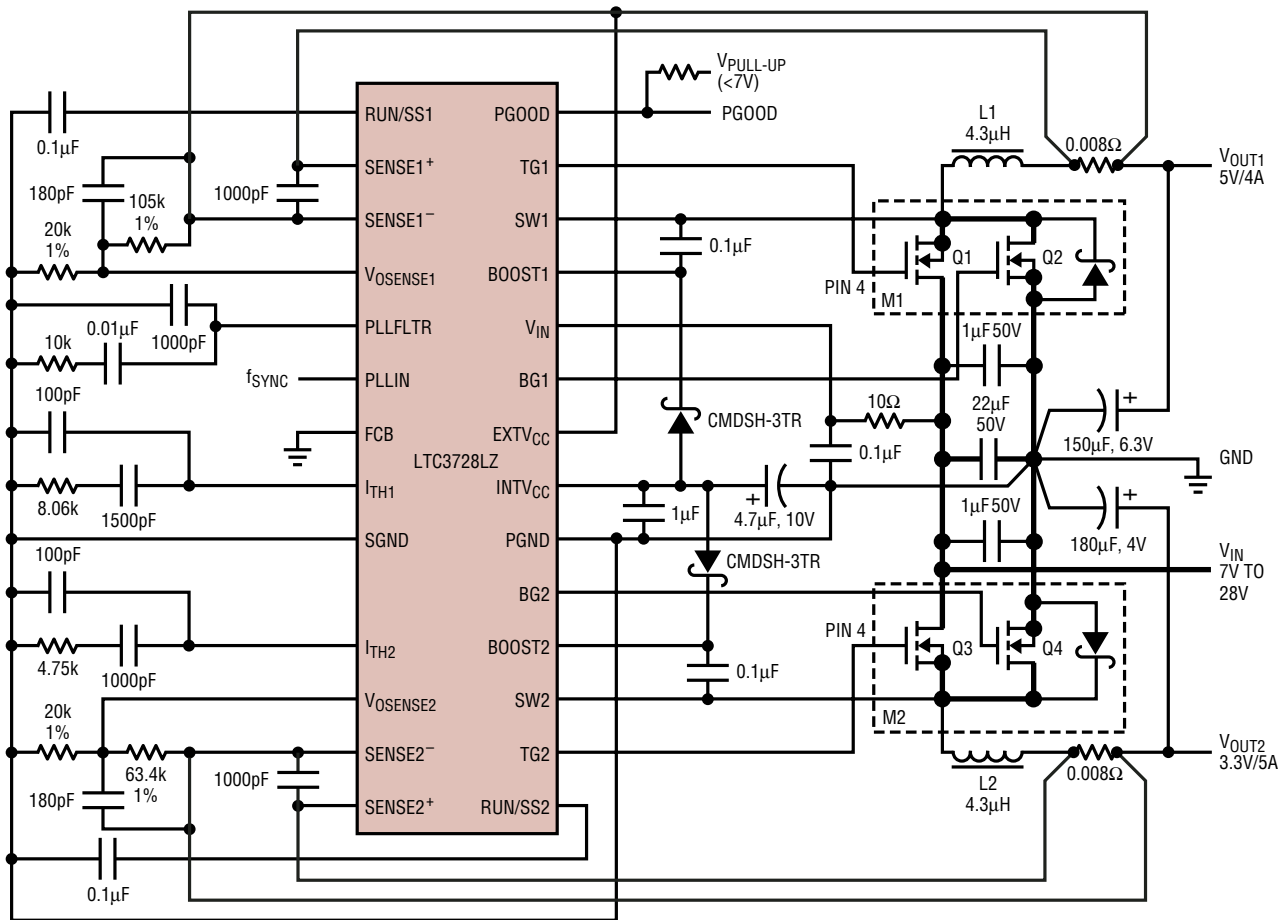 V_PULL-UP
(<7V)
RUN/SS1
PGOOD
PGOOD
L1
4.3µH
0.008Ω
0.1µF
V_OUT1
5V/4A
SENSE1+
TG1
180pF
105k
1%
1000pF
SENSE1–
SW1
20k
1%
0.1µF
Q1
Q2
V_OSENSE1
BOOST1
PIN 4
M1
0.01µF
1000pF
PLLFLTR
V_IN
1µF 50V
10k
f_SYNC
PLLIN
BG1
100pF
10Ω
22µF
50V
CMDSH-3TR
FCB
EXTV_CC
0.1µF
150µF, 6.3V
LTC3728LZ
GND
I_TH1
INTV_CC
8.06k
1500pF
1µF
4.7µF, 10V
1µF 50V
180µF, 4V
SGND
PGND
100pF
CMDSH-3TR
V_IN
7V TO
28V
BG2
PIN 4
I_TH2
BOOST2
Q3
Q4
4.75k
1000pF
0.1µF
V_OSENSE2
SW2
M2
20k
1%
SENSE2–
TG2
V_OUT2
3.3V/5A
63.4k
1%
1000pF
0.008Ω
L2
4.3µH
180pF
SENSE2+
RUN/SS2
0.1µF